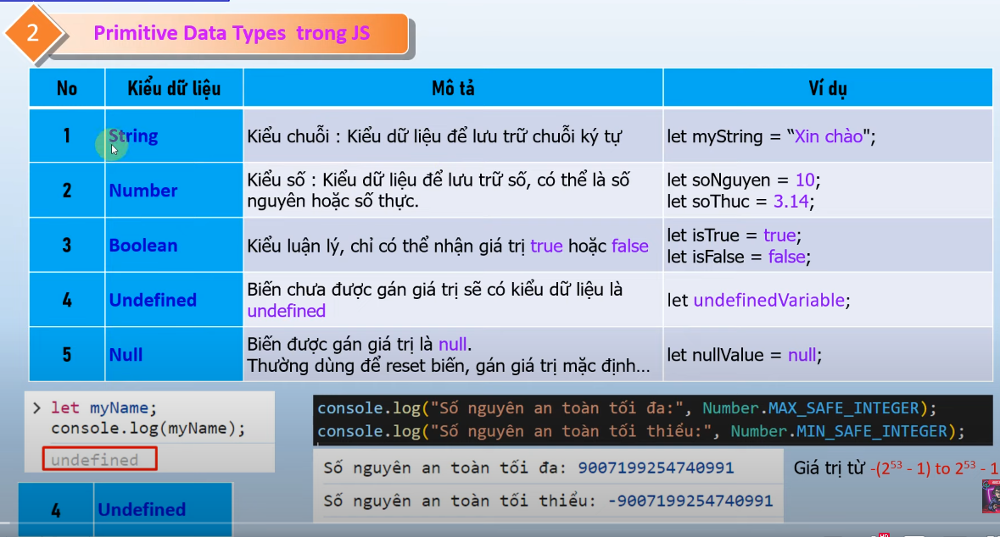 2
Primitive Data Types trong JS
No Kiểu dữ liệu Mô tả Ví dụ
1 String Kiểu chuỗi : Kiểu dữ liệu để lưu trữ chuỗi ký tự let myString = “Xin chào";
2 Number Kiểu số : Kiểu dữ liệu để lưu trữ số, có thể là số
nguyên hoặc số thực.
let soNguyen = 10;
let soThuc = 3.14;
3 Boolean Kiểu luận lý, chỉ có thể nhận giá trị true hoặc false
let isTrue = true;
let isFalse = false;
4 Undefined Biến chưa được gán giá trị sẽ có kiểu dữ liệu là
undefined
let undefinedVariable;
5 Null Biến được gán giá trị là null.
Thường dùng để reset biến, gán giá trị mặc định...
let nullValue = null;
> let myName;
console.log(myName);
undefined
4 Undefined
console.log("Số nguyên an toàn tối đa:", Number.MAX_SAFE_INTEGER);
console.log("Số nguyên an toàn tối thiểu:", Number.MIN_SAFE_INTEGER);
Số nguyên an toàn tối đa: 9007199254740991
Số nguyên an toàn tối thiểu: -9007199254740991
Giá trị từ -(2⁵³ - 1) to 2⁵³ - 1
HD